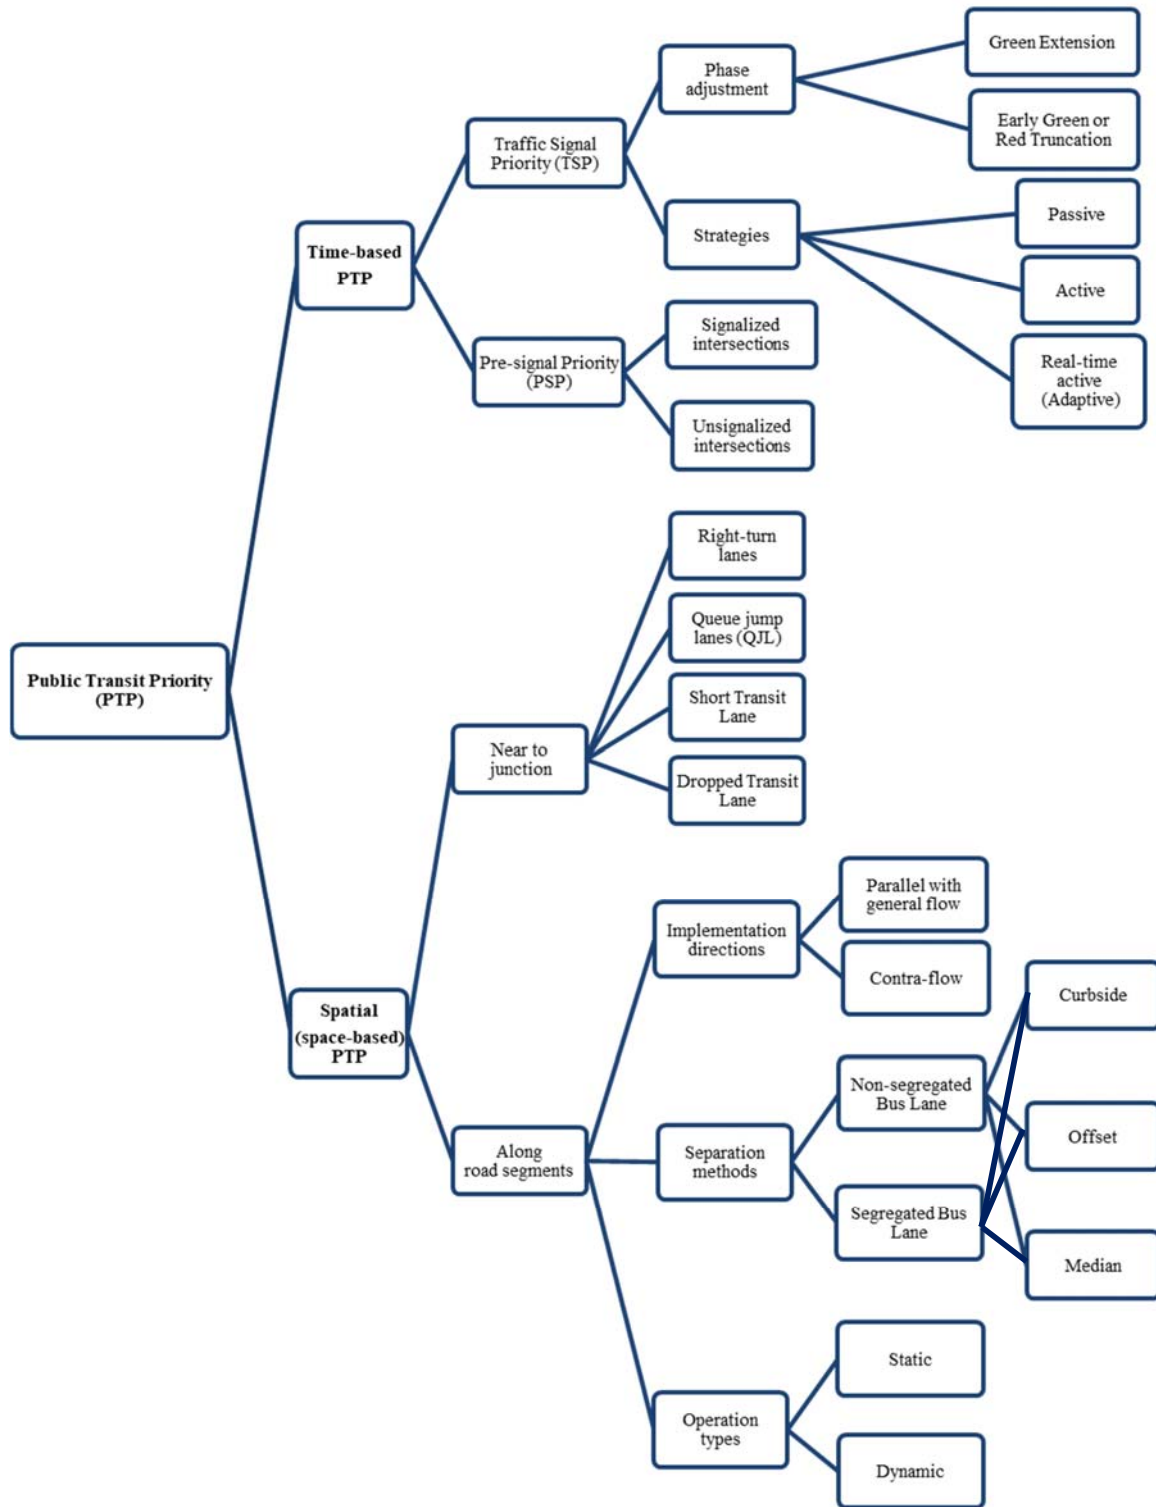 Green Extension
Phase
adjustment
Early Green or
Red Truncation
Traffic Signal
Priority (TSP)
Passive
Strategies
Time-based
PTP
Active
Signalized
intersections
Pre-signal Priority
(PSP)
Real-time
active
(Adaptive)
Unsignalized
intersections
Right-turn
lanes
Queue jump
lanes (QJL)
Public Transit Priority
(PTP)
Short Transit
Lane
Near to
junction
Dropped Transit
Lane
Parallel with
general flow
Implementation
directions
Contra-flow
Curbside
Spatial
(space-based)
PTP
Non-segregated
Bus Lane
Offset
Along
road segments
Separation
methods
Segregated Bus
Lane
Median
Static
Operation
types
Dynamic